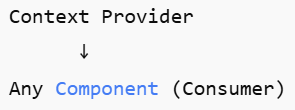 Context Provider
↓
Any Component (Consumer)